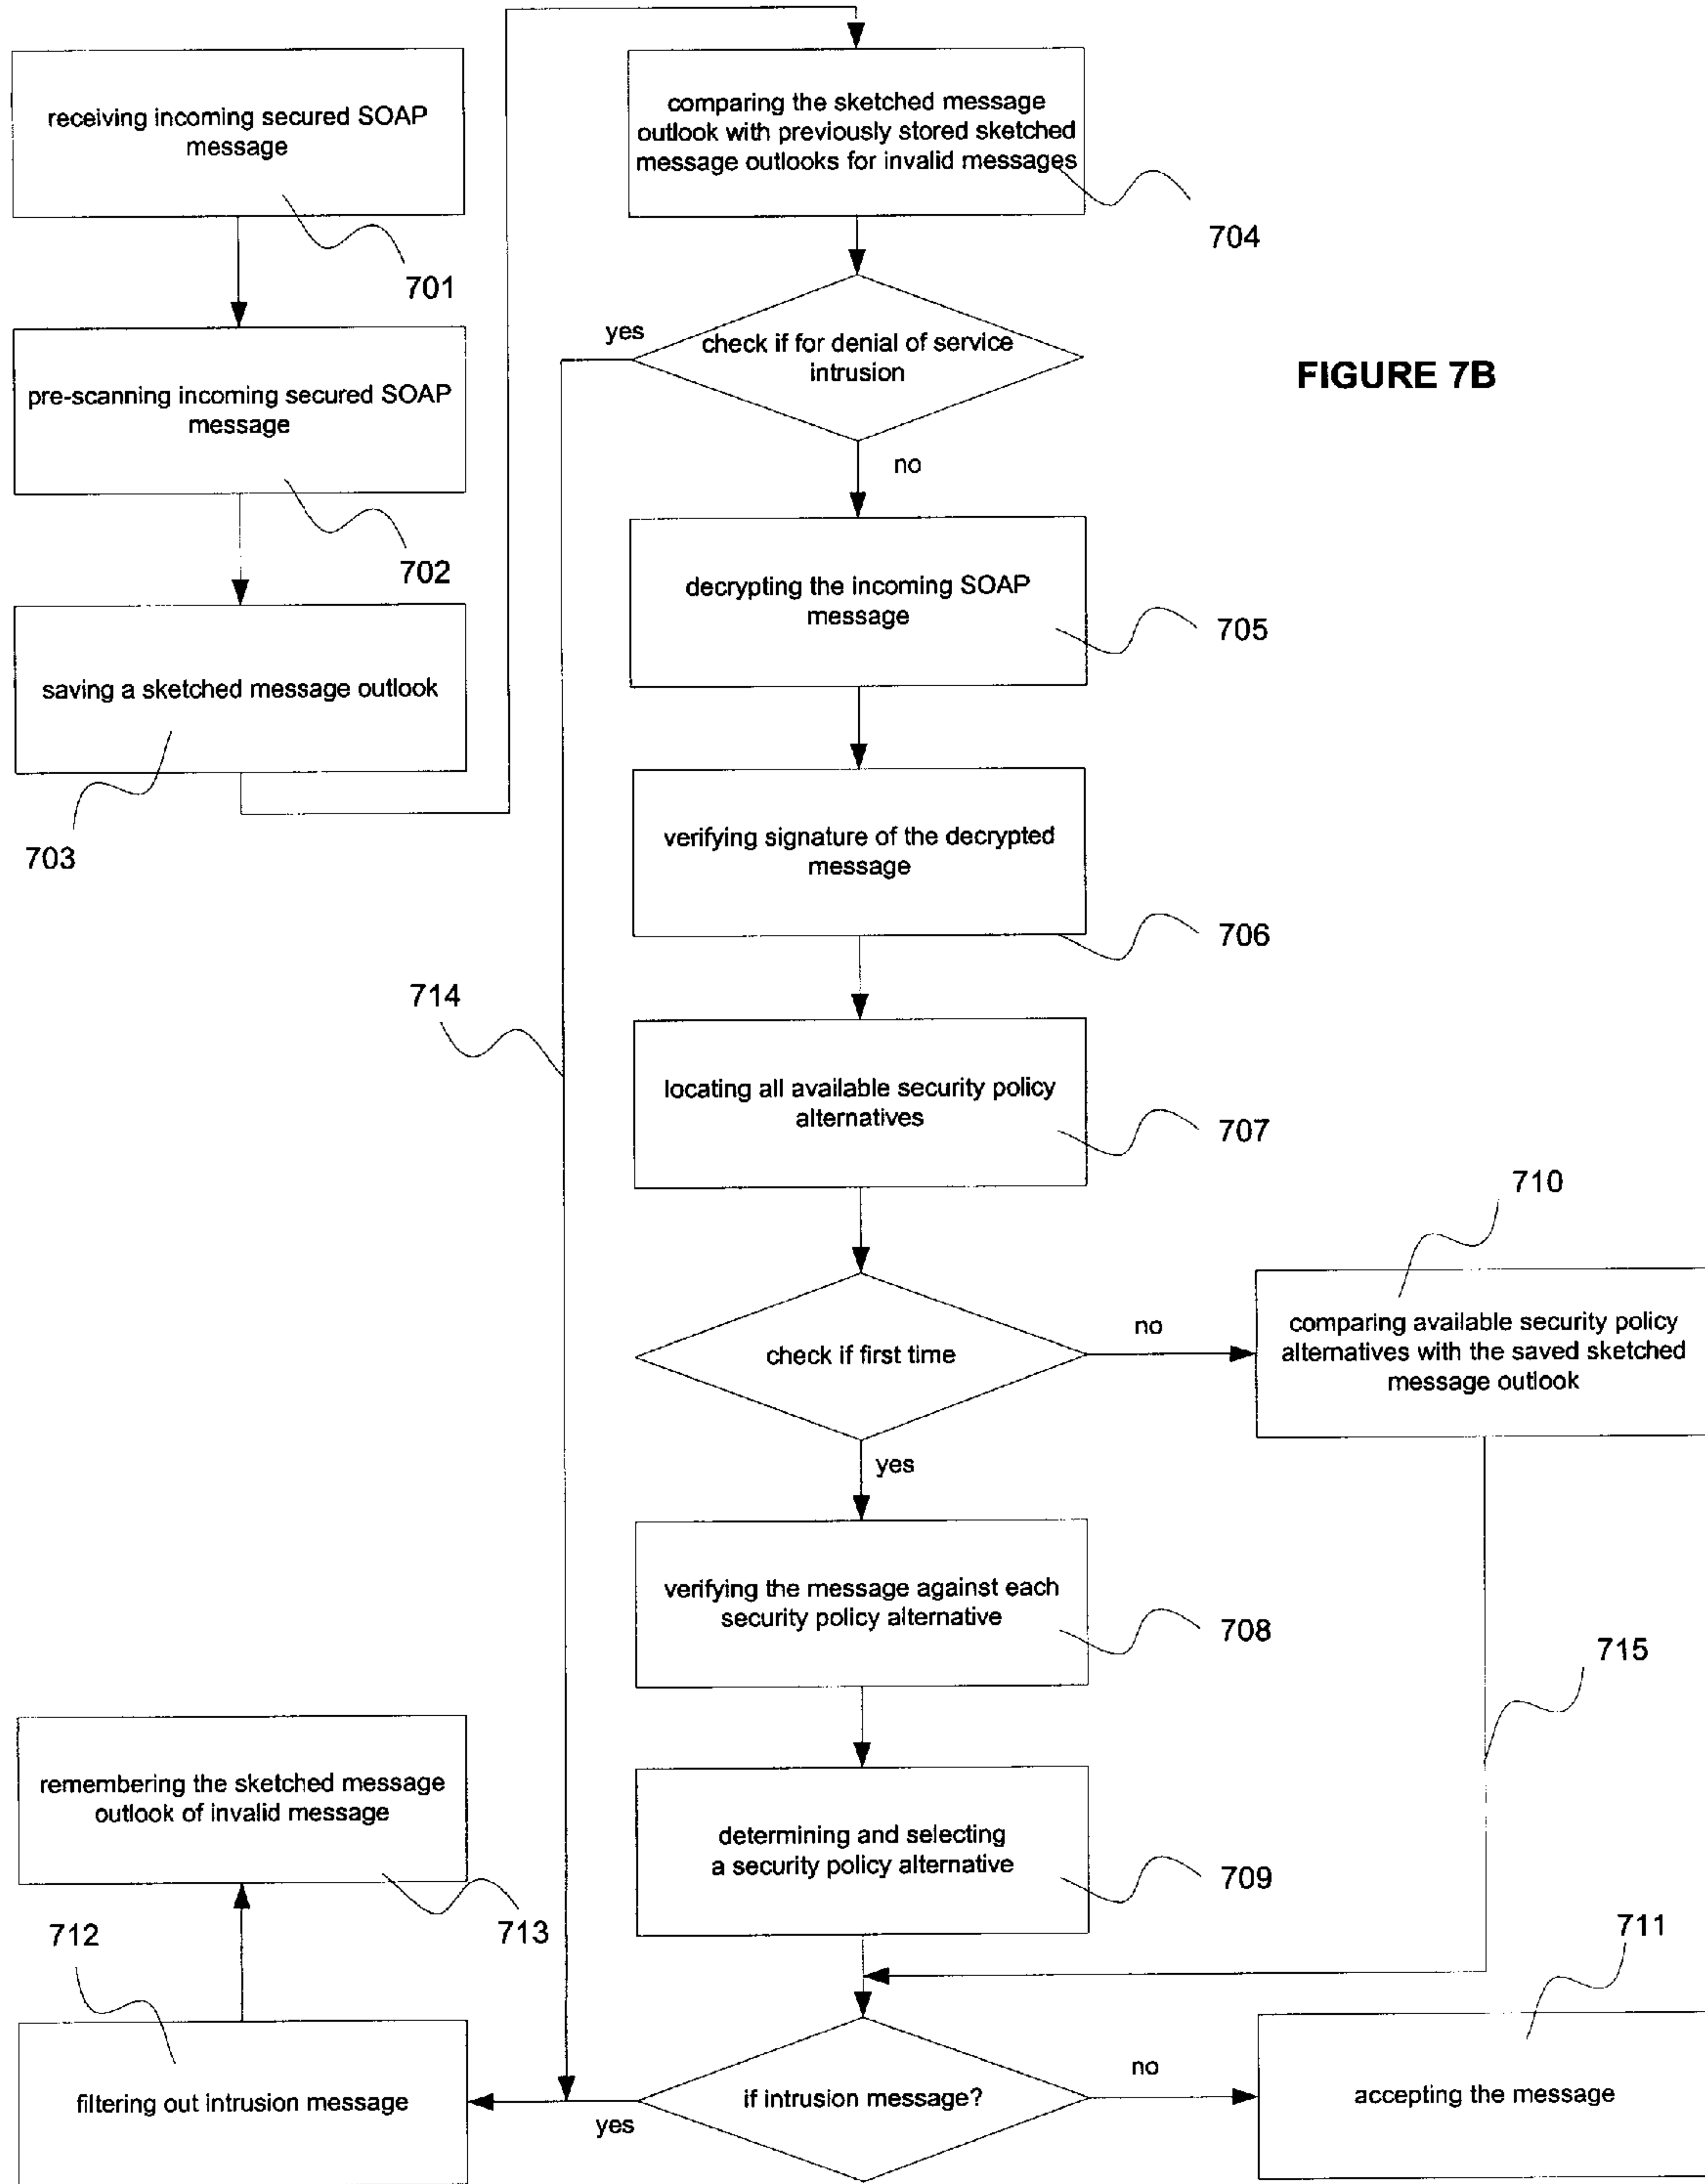 receiving incoming secured SOAP
message
701
pre-scanning incoming secured SOAP
message
702
saving a sketched message outlook
703
comparing the sketched message
outlook with previously stored sketched
message outlooks for invalid messages
704
check if for denial of service
intrusion
yes
no
FIGURE 7B
decrypting the incoming SOAP
message
705
verifying signature of the decrypted
message
706
714
locating all available security policy
alternatives
707
check if first time
no
yes
710
comparing available security policy
alternatives with the saved sketched
message outlook
verifying the message against each
security policy alternative
708
715
determining and selecting
a security policy alternative
709
if intrusion message?
no
yes
711
accepting the message
712
filtering out intrusion message
remembering the sketched message
outlook of invalid message
713